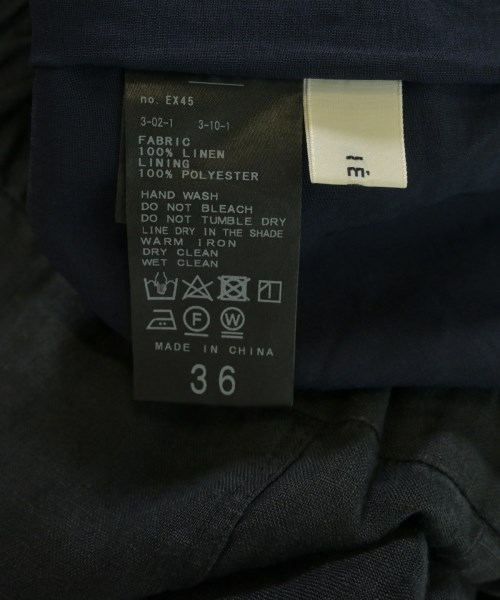 no. EX45
3-02-1 3-10-1
FABRIC
100% LINEN
LINING
100% POLYESTER
HAND WASH
DO NOT BLEACH
DO NOT TUMBLE DRY
LINE DRY IN THE SHADE
WARM IRON
DRY CLEAN
WET CLEAN
F
W
MADE IN CHINA
36